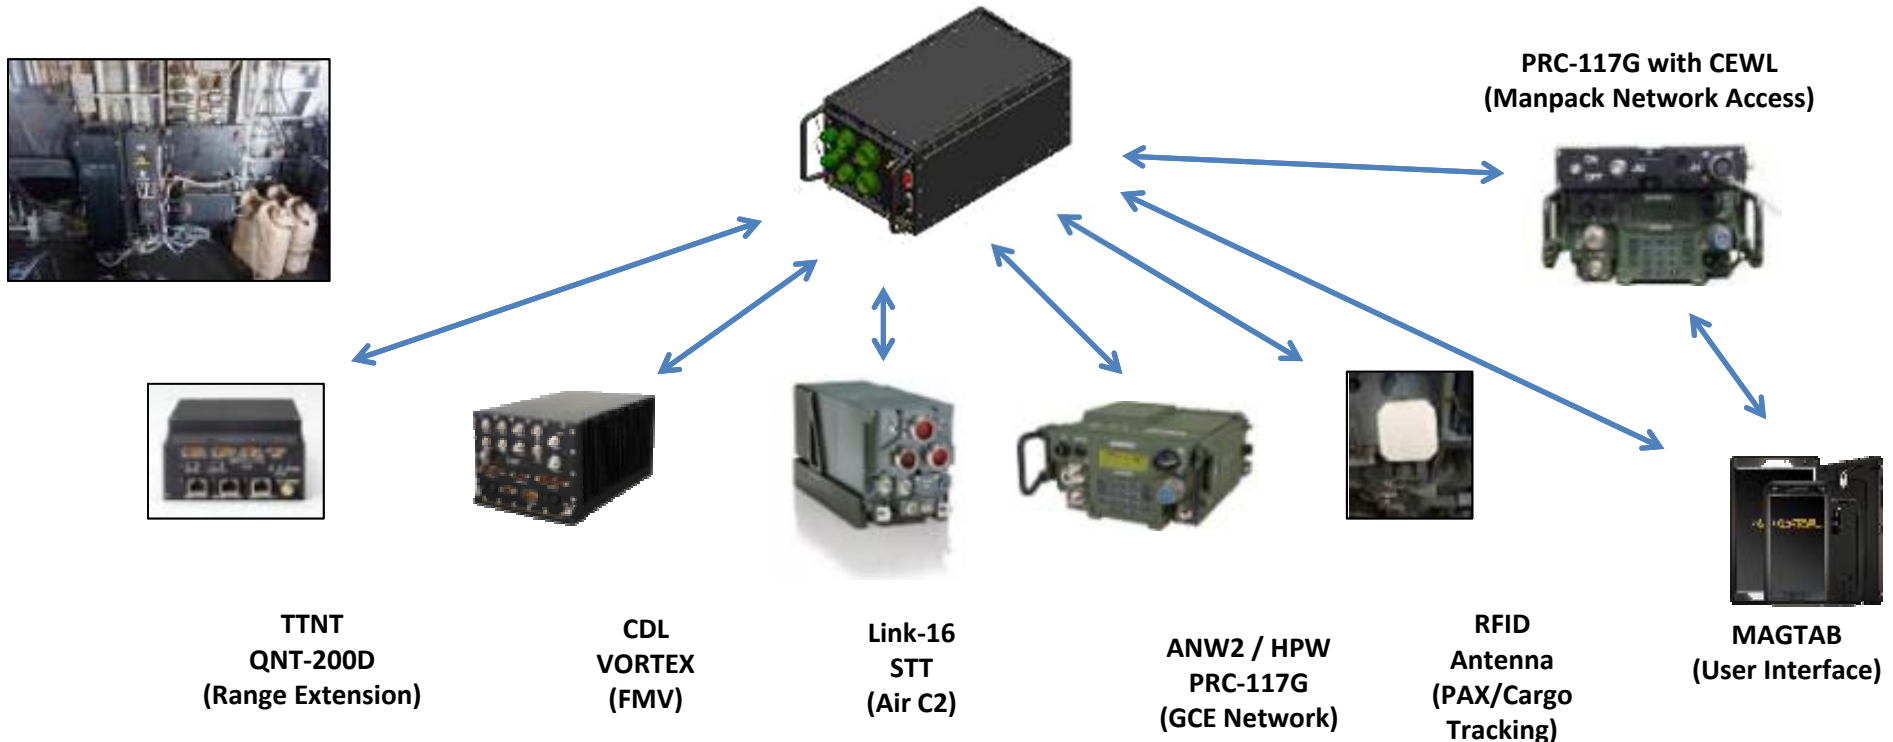 PRC-117G with CEWL
(Manpack Network Access)
TTNT
QNT-200D
(Range Extension)
CDL
VORTEX
(FMV)
Link-16
STT
(Air C2)
ANW2 / HPW
PRC-117G
(GCE Network)
RFID
Antenna
(PAX/Cargo
Tracking)
MAGTAB
(User Interface)